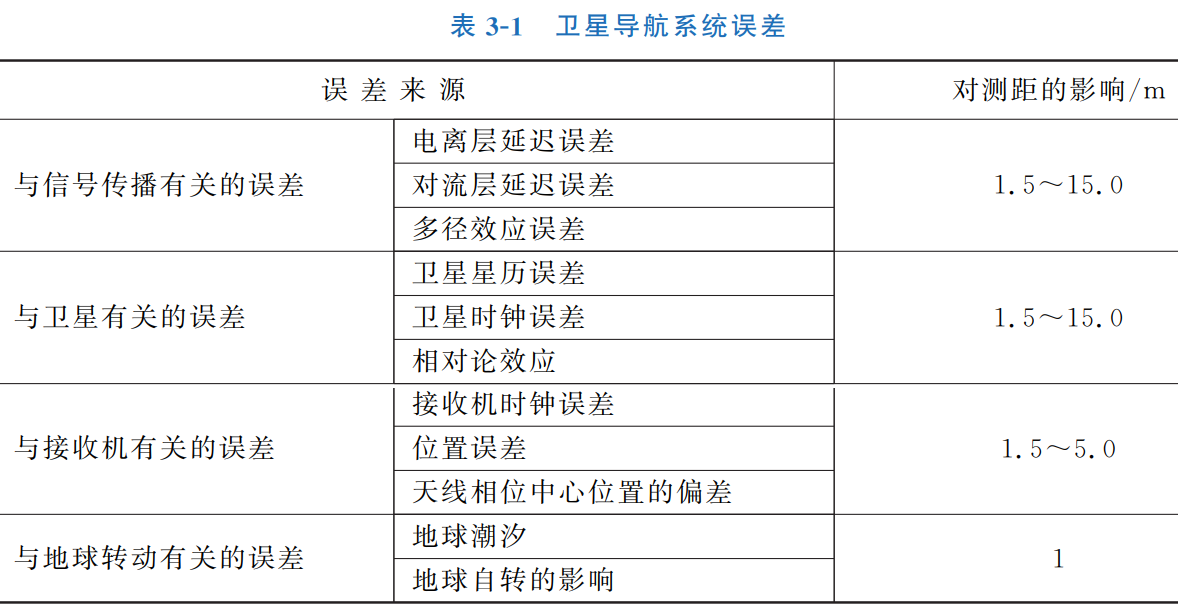 表 3-1 卫星导航系统误差
误差来源 对测距的影响/m
与信号传播有关的误差 电离层延迟误差 1.5～15.0
对流层延迟误差
多径效应误差
与卫星有关的误差 卫星星历误差 1.5～15.0
卫星时钟误差
相对论效应
与接收机有关的误差 接收机时钟误差 1.5～5.0
位置误差
天线相位中心位置的偏差
与地球转动有关的误差 地球潮汐 1
地球自转的影响